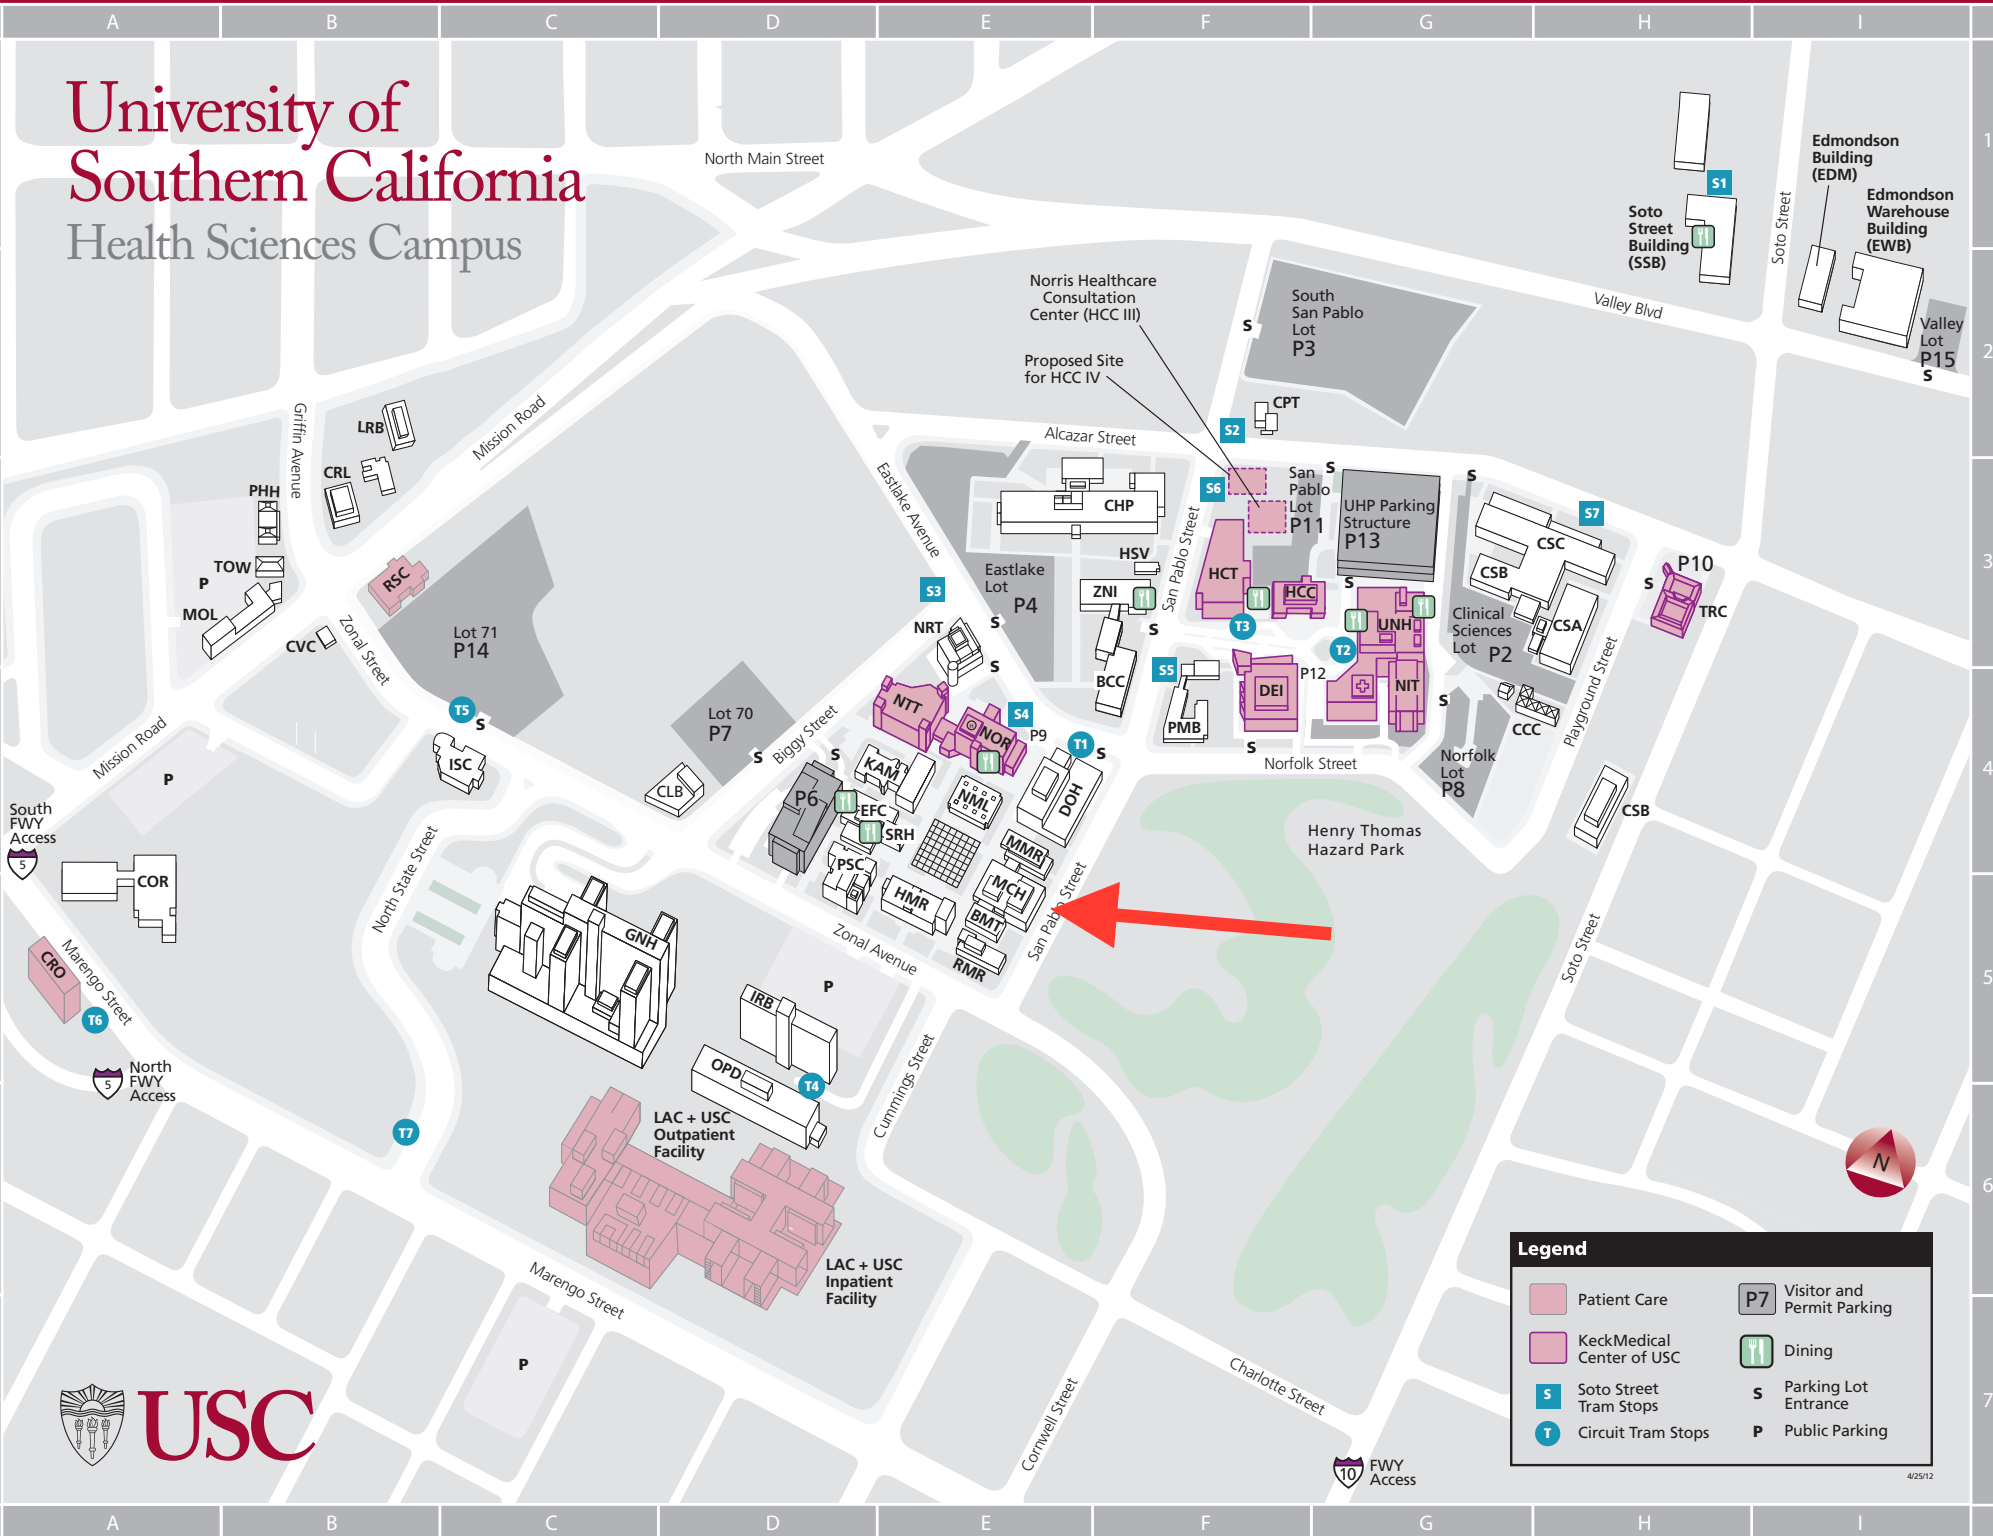 A B C D E F G H I
University of
Southern California
Health Sciences Campus
North Main Street
1
Edmondson
Building
(EDM)
S1
Edmondson
Warehouse
Building
(EWB)
Soto
Street
Building
(SSB)
Soto Street
Norris Healthcare
Consultation
Center (HCC III)
South
San Pablo
Lot
P3
S
Valley Blvd
Valley
Lot
P15
S
2
Proposed Site
for HCC IV
CPT
S2
Alcazar Street
Griffin Avenue
LRB
Mission Road
CRL
PHH
Eastlake Avenue
CHP
S6
San
Pablo
Lot
P11
S
UHP Parking
Structure
P13
S
S7
CSC
CSB
3
TOW
P
MOL
RSC
CVC
Zonal Street
Lot 71
P14
S3
NRT
Eastlake
Lot
P4
S
S
HSV
ZNI
San Pablo Street
HCT
HCC
S
T3
UNH
T2
Clinical
Sciences
Lot
P2
CSA
P10
S
TRC
Playground Street
S
BCC
S5
PMB
DEI
P12
NIT
S
CCC
T5
S
ISC
Lot 70
P7
S
Biggy Street
S
NTT
S4
NOR
P9
T1
S
S
Norfolk Street
Norfolk
Lot
P8
Mission Road
P
CLB
P6
KAM
EFC
SRH
NML
DOH
4
CSB
Henry Thomas
Hazard Park
South
FWY
Access
5
COR
North State Street
PSC
HMR
MMR
MCH
BMT
RMR
San Pablo Street
CRO
Marengo Street
T6
GNH
Zonal Avenue
P
IRB
Soto Street
5
5
North
FWY
Access
OPD
T4
Cummings Street
T7
LAC + USC
Outpatient
Facility
N
6
LAC + USC
Inpatient
Facility
Marengo Street
P
Cornwell Street
Charlotte Street
10
FWY
Access
Legend
Patient Care
KeckMedical
Center of USC
S
Soto Street
Tram Stops
T
Circuit Tram Stops
P7
Visitor and
Permit Parking
Dining
S
Parking Lot
Entrance
P
Public Parking
7
4/25/12
USC
A B C D E F G H I